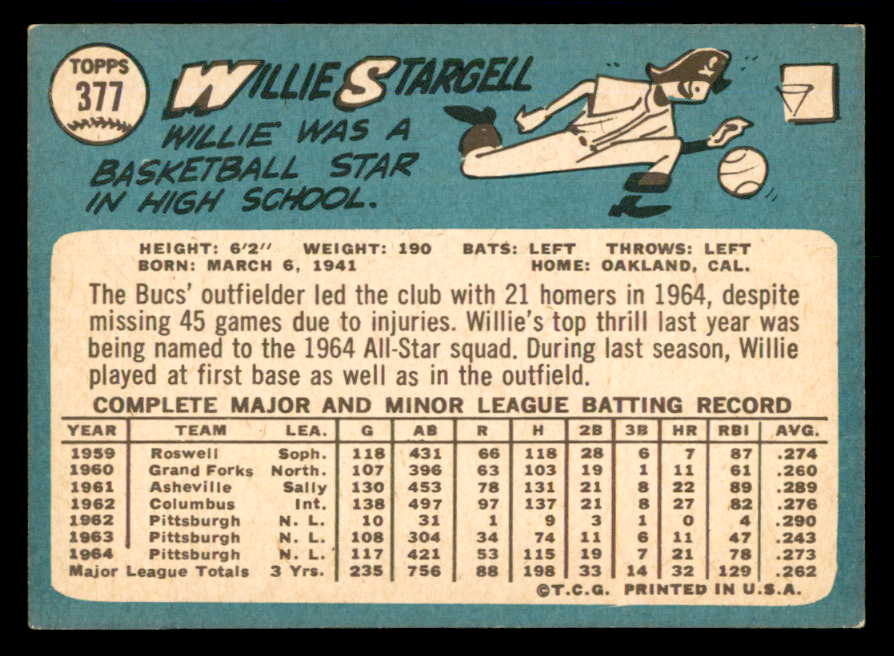 TOPPS
377
WILLIE STARGELL
WILLIE WAS A
BASKETBALL STAR
IN HIGH SCHOOL.
HEIGHT: 6'2" WEIGHT: 190 BATS: LEFT THROWS: LEFT
BORN: MARCH 6, 1941 HOME: OAKLAND, CAL.
The Bucs' outfielder led the club with 21 homers in 1964, despite
missing 45 games due to injuries. Willie's top thrill last year was
being named to the 1964 All-Star squad. During last season, Willie
played at first base as well as in the outfield.
COMPLETE MAJOR AND MINOR LEAGUE BATTING RECORD
YEAR TEAM LEA. G AB R H 2B 3B HR RBI AVG.
1959 Roswell Soph. 118 431 66 118 28 6 7 87 .274
1960 Grand Forks North. 107 396 63 103 19 1 11 61 .260
1961 Asheville Sally 130 453 78 131 21 8 22 89 .289
1962 Columbus Int. 138 497 97 137 21 8 27 82 .276
1962 Pittsburgh N. L. 10 31 1 9 3 1 0 4 .290
1963 Pittsburgh N. L. 108 304 34 74 11 6 11 47 .243
1964 Pittsburgh N. L. 117 421 53 115 19 7 21 78 .273
Major League Totals 3 Yrs. 235 756 88 198 33 14 32 129 .262
©T.C.G. PRINTED IN U.S.A.